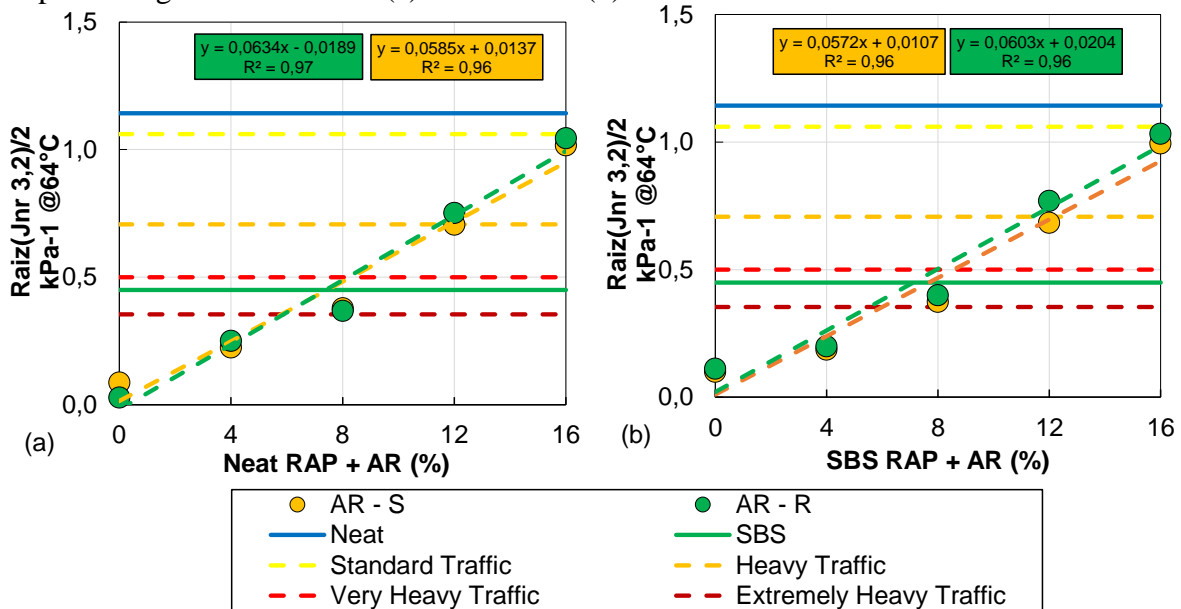 y = 0,0634x - 0,0189
R² = 0,97
y = 0,0585x + 0,0137
R² = 0,96
Raiz(Jnr 3,2)/2
kPa-1 @64°C
1,5
1,0
0,5
0,0
0 4 8 12 16
(a)
Neat RAP + AR (%)
y = 0,0572x + 0,0107
R² = 0,96
y = 0,0603x + 0,0204
R² = 0,96
Raiz(Jnr 3,2)/2
kPa-1 @64°C
1,5
1,0
0,5
0,0
0 4 8 12 16
(b)
SBS RAP + AR (%)
AR - S
AR - R
Neat
SBS
Standard Traffic
Heavy Traffic
Very Heavy Traffic
Extremely Heavy Traffic